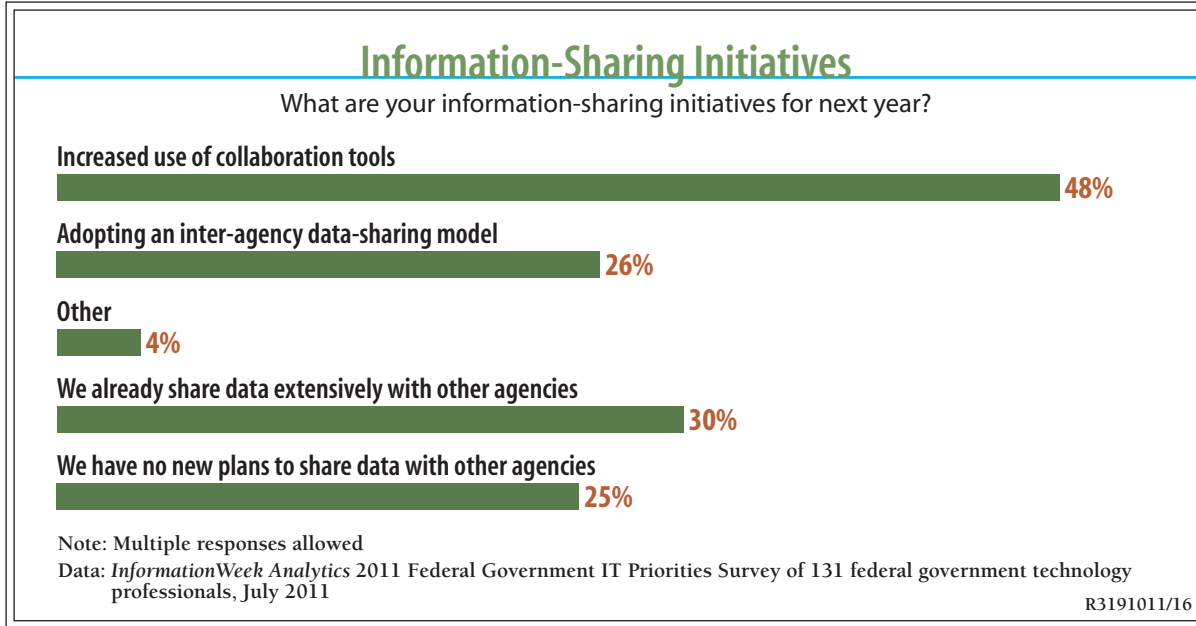 Information-Sharing Initiatives
What are your information-sharing initiatives for next year?
Increased use of collaboration tools
48%
Adopting an inter-agency data-sharing model
26%
Other
4%
We already share data extensively with other agencies
30%
We have no new plans to share data with other agencies
25%
Note: Multiple responses allowed
Data: InformationWeek Analytics 2011 Federal Government IT Priorities Survey of 131 federal government technology
professionals, July 2011
R3191011/16